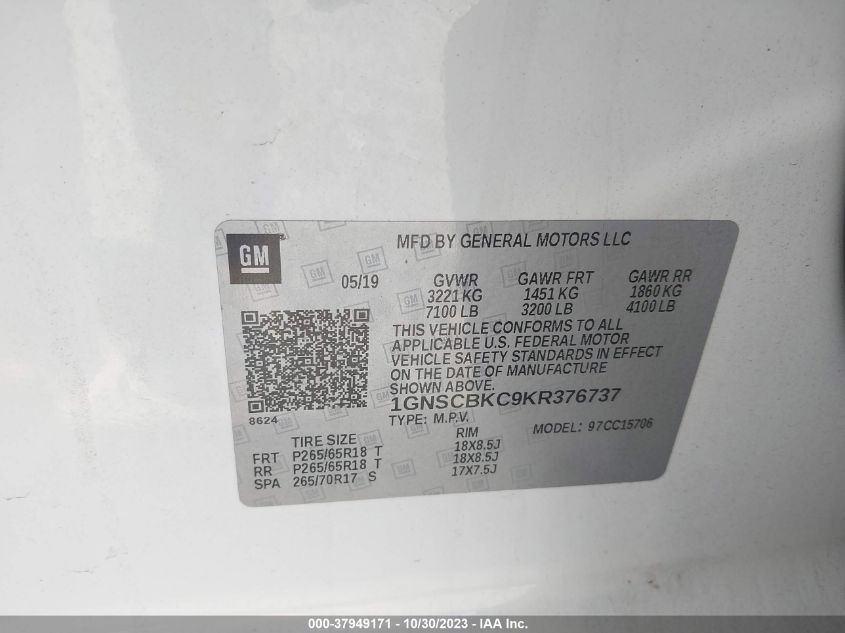 GM
MFD BY GENERAL MOTORS LLC
05/19 GVWR GAWR FRT GAWR RR
3221 KG 1451 KG 1860 KG
7100 LB 3200 LB 4100 LB
THIS VEHICLE CONFORMS TO ALL
APPLICABLE U.S. FEDERAL MOTOR
VEHICLE SAFETY STANDARDS IN EFFECT
ON THE DATE OF MANUFACTURE
SHOWN ABOVE.
1GNSCBKC9KR376737
8624
TYPE: M.P.V. MODEL: 97CC15706
TIRE SIZE RIM
FRT P265/65R18 T 18X8.5J
RR P265/65R18 T 18X8.5J
SPA 265/70R17 S 17X7.5J
000-37949171 - 10/30/2023 - IAA Inc.